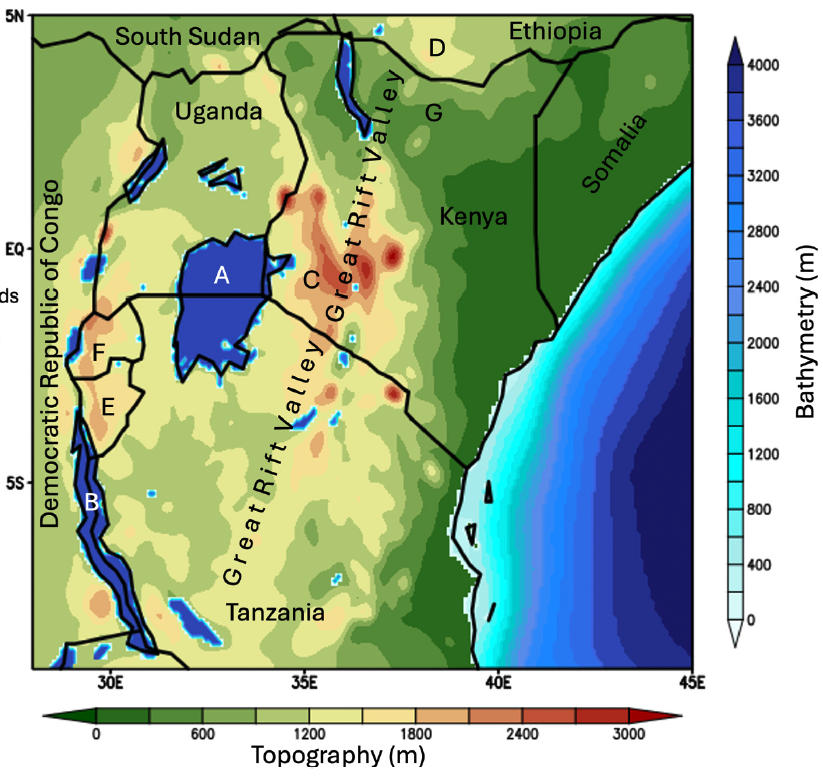 5N
South Sudan
Ethiopia
D
Uganda
G
Great Rift Valley
Somalia
Democratic Republic of Congo
Kenya
EQ
A
C
ds
F
E
Great Rift Valley
5S
B
Tanzania
30E
35E
40E
45E
0
600
1200
1800
2400
3000
Topography (m)
4000
3600
3200
2800
2400
2000
1600
1200
800
400
0
Bathymetry (m)